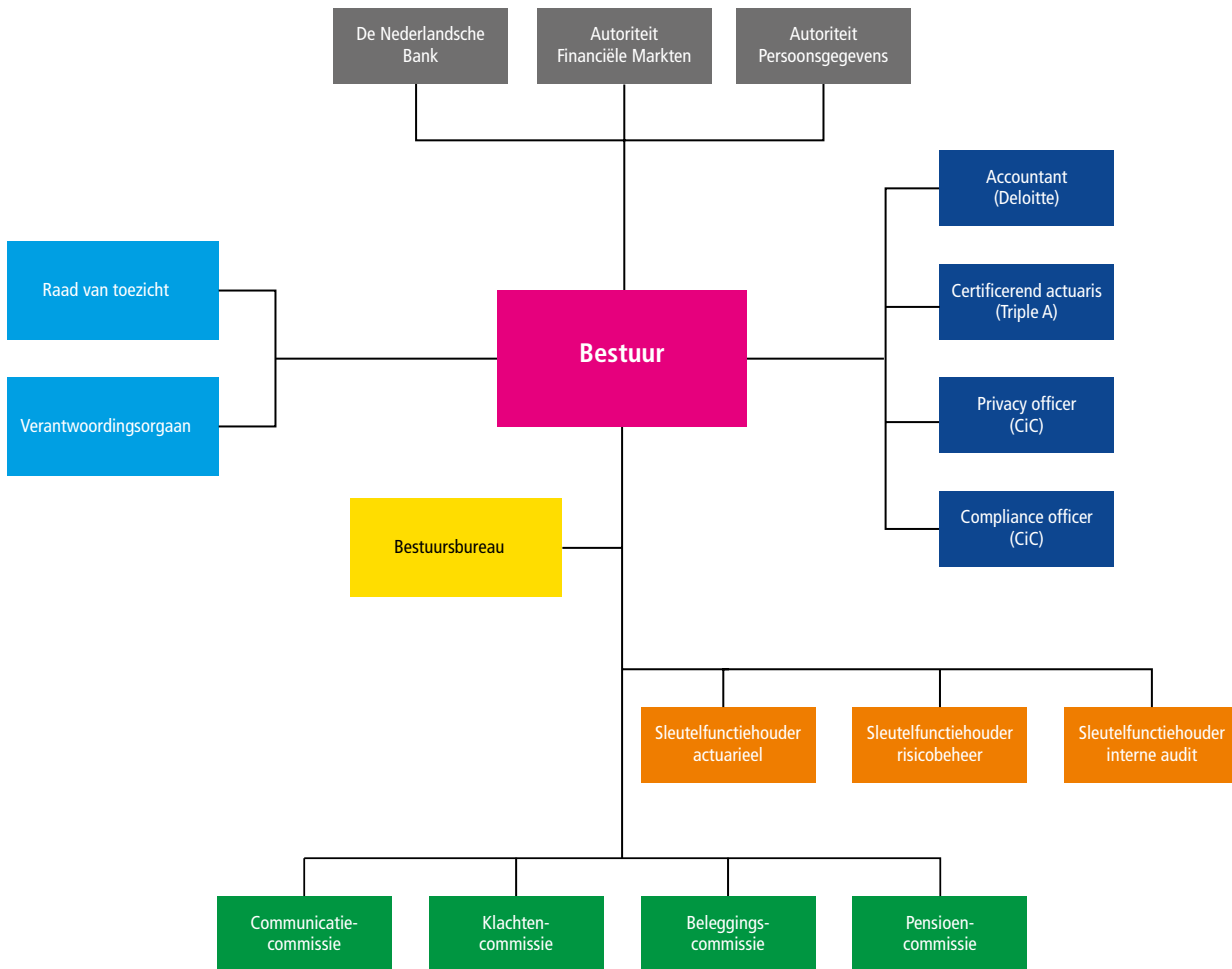 De Nederlandsche
Bank
Autoriteit
Financiële Markten
Autoriteit
Persoonsgegevens
Accountant
(Deloitte)
Raad van toezicht
Certificerend actuaris
(Triple A)
Bestuur
Verantwoordingsorgaan
Privacy officer
(CiC)
Compliance officer
(CiC)
Bestuursbureau
Sleutelfunctiehouder
actuarieel
Sleutelfunctiehouder
risicobeheer
Sleutelfunctiehouder
interne audit
Communicatie-
commissie
Klachten-
commissie
Beleggings-
commissie
Pensioen-
commissie